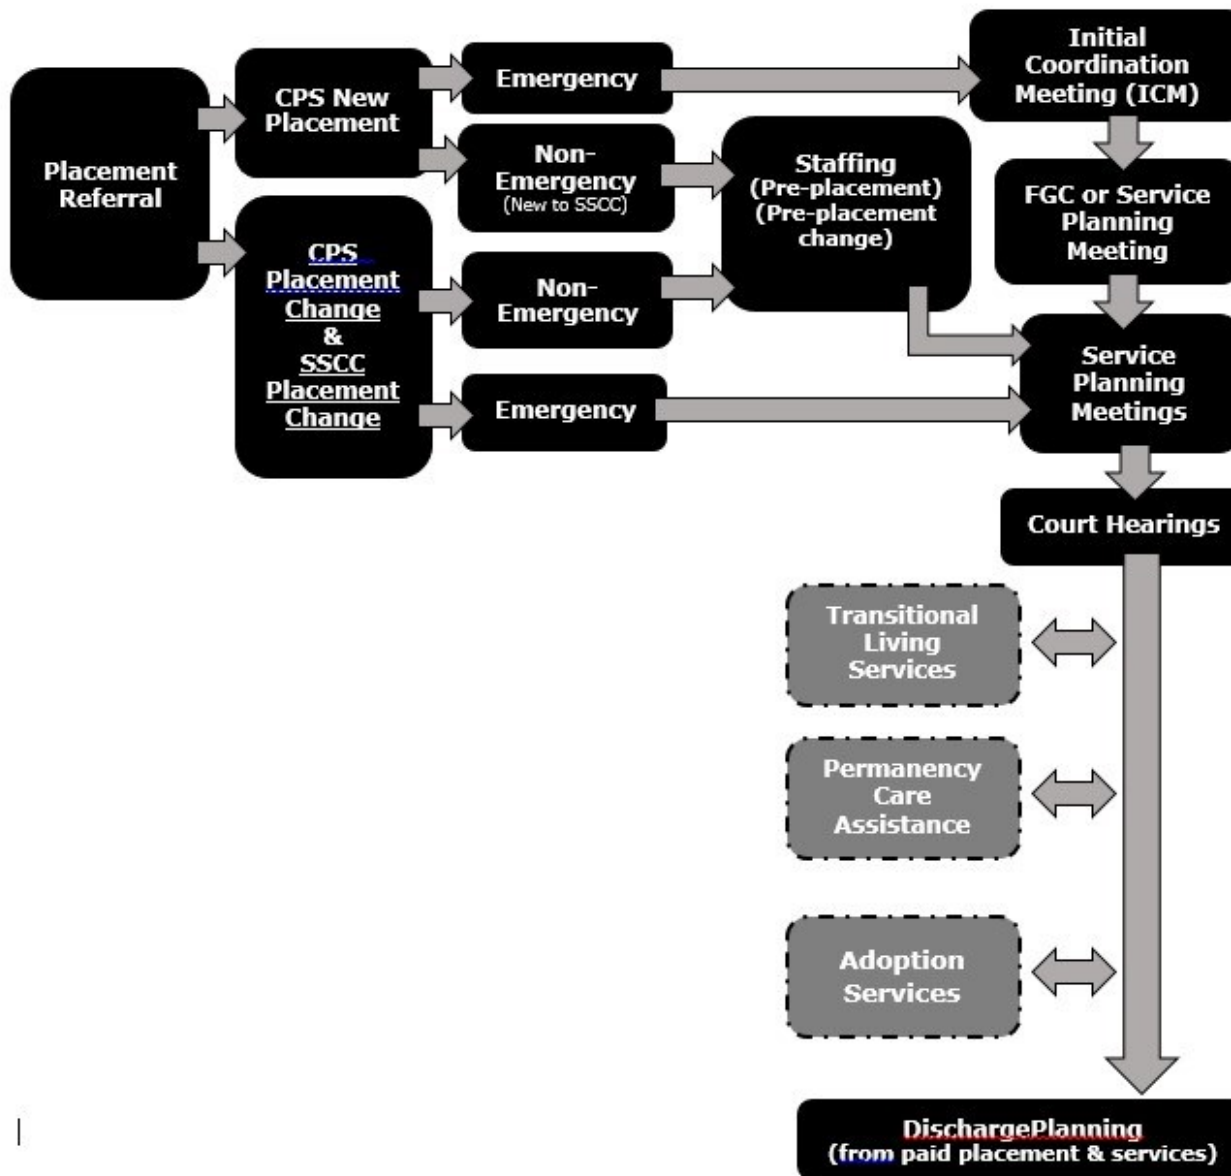 Placement
Referral
CPS New
Placement
CPS
Placement
Change
&
SSCC
Placement
Change
Emergency
Non-
Emergency
(New to SSCC)
Non-
Emergency
Emergency
Staffing
(Pre-placement)
(Pre-placement
change)
Initial
Coordination
Meeting (ICM)
FGC or Service
Planning
Meeting
Service
Planning
Meetings
Court Hearings
Transitional
Living
Services
Permanency
Care
Assistance
Adoption
Services
DischargePlanning
(from paid placement & services)